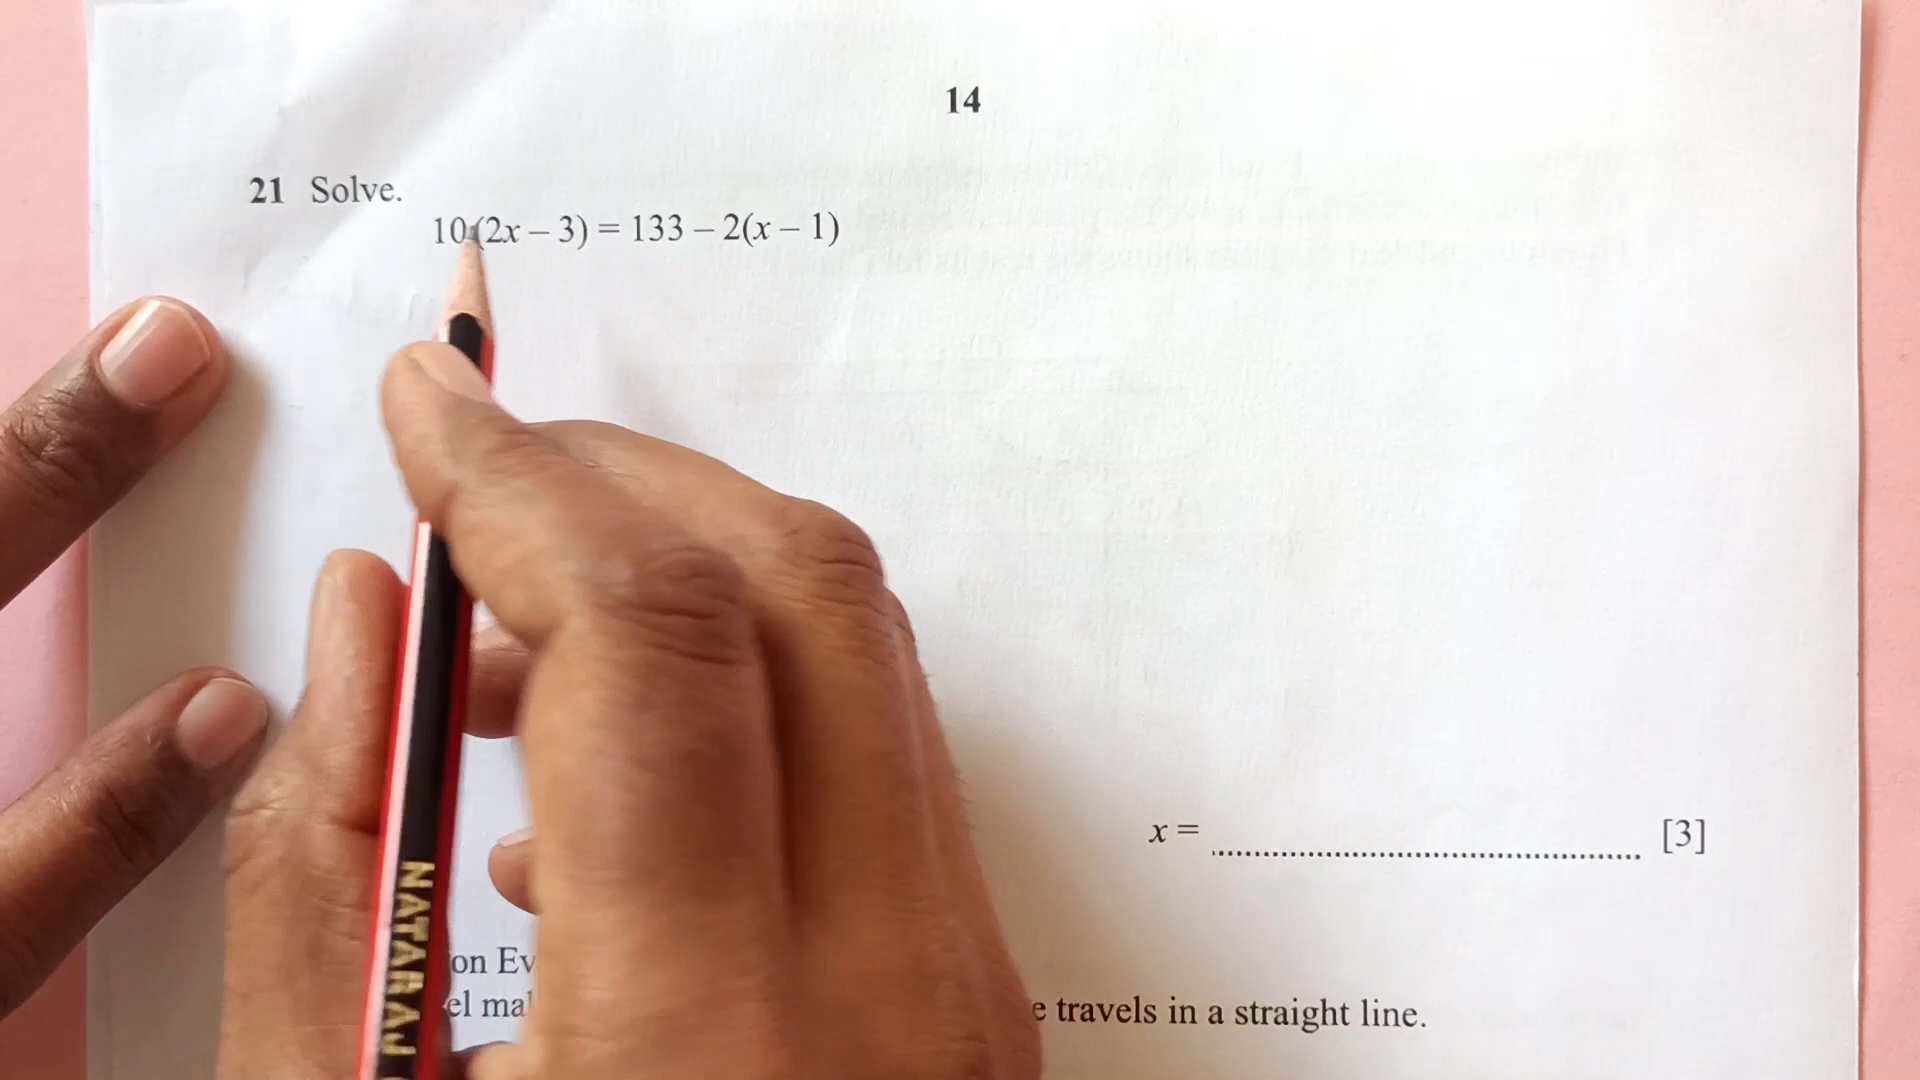 14
21 Solve.
10(2x – 3) = 133 – 2(x – 1)
x = ........................................ [3]
on Ev
el mal e travels in a straight line.
NATARAJ